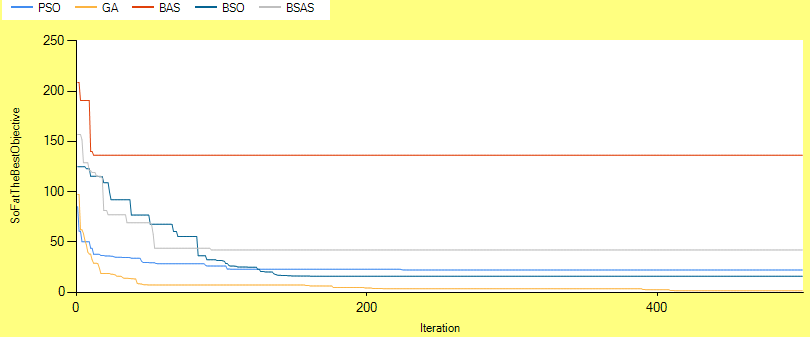 PSO GA BAS BSO BSAS
250
200
150
100
50
0
SoFatTheBestObjective
0 200 400
Iteration